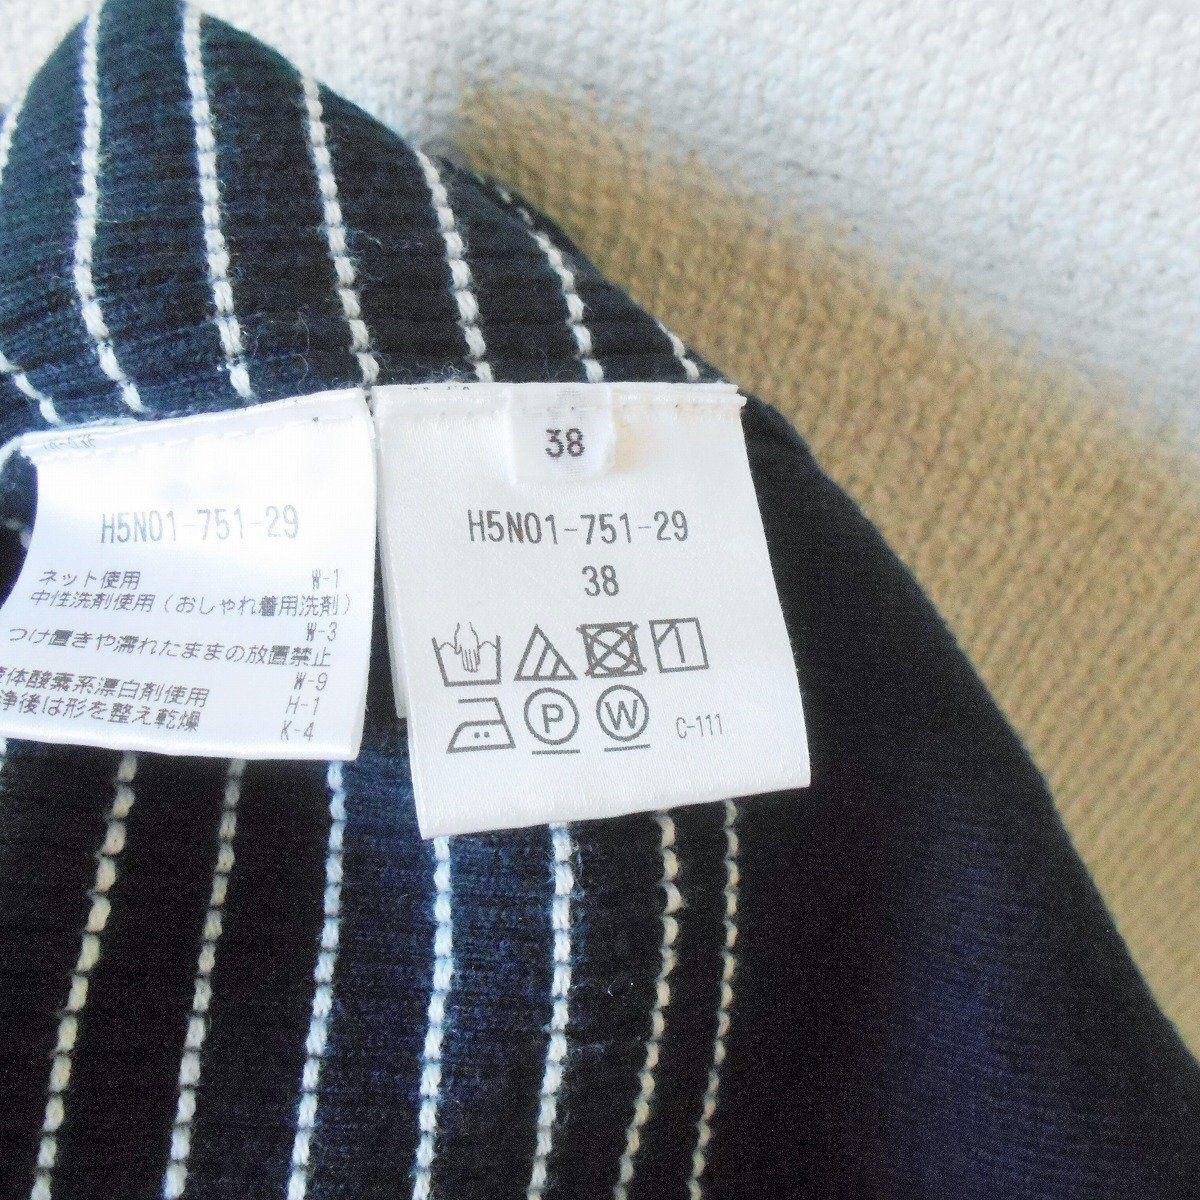 H5N01-751-29
ネット使用 W-1
中性洗剤使用(おしゃれ着用洗剤)
W-3
つけ置きや濡れたままの放置禁止
W-9
体酸素系漂白剤使用 H-1
浄後は形を整え乾燥 K-4
38
H5N01-751-29
38
P W C-111